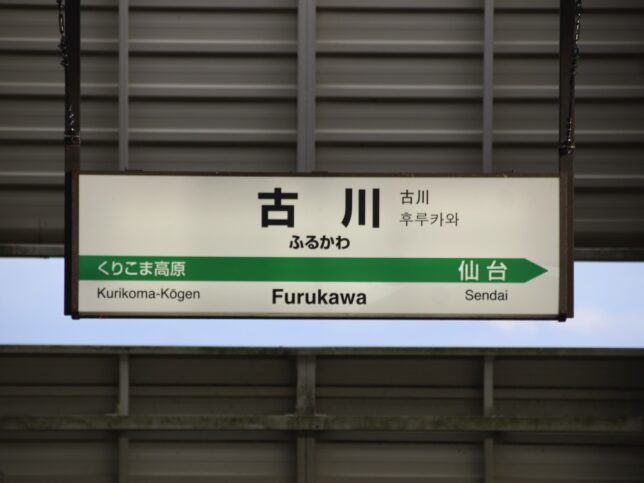 古川
古川
후루카와
ふるかわ
くりこま高原
仙台
Kurikoma-Kōgen
Furukawa
Sendai